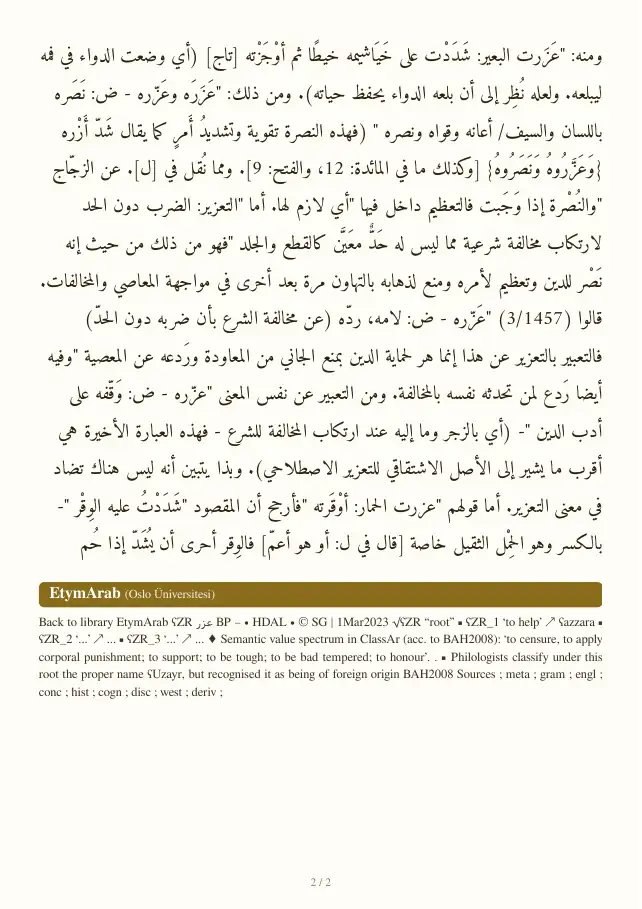 ومنه: "عَزَرت البعير: شَدَدْت على خَيَاشيمه خيطًا ثم أَوْجَرْته [تاج] (أي وضعت الدواء في فمه
ليبلعه. ولعله نُظِر إلى أن بلعه الدواء يحفظ حياته). ومن ذلك: "عَزَرَه وعَزّره - ض: نَصَره
باللسان والسيف/ أعانه وقواه ونصره " (فهذه النصرة تقوية وتشديدُ أَمرٍ كما يقال شَدّ أَزْره
{وَعَزَّرُوهُ وَنَصَرُوهُ} [وكذلك ما في المائدة: 12، والفتح: 9]. ومما نُقل في [ل]. عن الزجّاج
"والنُصْرة إذا وَجَبت فالتعظيم داخل فيها "أي لازم لها. أما "التعزير: الضرب دون الحد
لارتكاب مخالفة شرعية مما ليس له حَدٌّ معَيَّن كالقطع والجلد "فهو من ذلك من حيث إنه
نَصْر للدين وتعظيم لأمره ومنع لذهابه بالتهاون مرة بعد أخرى في مواجهة المعاصي والمخالفات.
قالوا (3/1457) "عَزّره - ض: لامه، ردّه (عن مخالفة الشرع بأن ضربه دون الحدّ)
فالتعبير بالتعزير عن هذا إنما هر لحماية الدين بمنع الجاني من المعاودة ورَدعه عن المعصية "وفيه
أيضا رَدع لمن تحدثه نفسه بالمخالفة. ومن التعبير عن نفس المعنى "عزّره - ض: وَقّفه على
أدب الدين "- (أي بالزجر وما إليه عند ارتكاب المخالفة للشرع - فهذه العبارة الأخيرة هي
أقرب ما يشير إلى الأصل الاشتقاقي للتعزير الاصطلاحي). وبذا يتبين أنه ليس هناك تضاد
في معنى التعزير. أما قولهم "عزرت الحمار: أوْقَرته "فأرجح أن المقصود "شَدَدْتُ عليه الوِقْر "-
بالكسر وهو الحِمْل الثقيل خاصة [قال في ل: أو هو أعمّ] فالوِقر أحرى أن يُشَدّ إذا حُم
EtymArab (Oslo Üniversitesi)
Back to library EtymArab ʕZR عزر BP – • HDAL • © SG | 1Mar2023 √ʕZR “root” ▪ ʕZR_1 ‘to help’ ↗ ʕazzara ▪
ʕZR_2 ‘...’ ↗ ... ▪ ʕZR_3 ‘...’ ↗ ... ♦ Semantic value spectrum in ClassAr (acc. to BAH2008): ‘to censure, to apply
corporal punishment; to support; to be tough; to be bad tempered; to honour’. . ▪ Philologists classify under this
root the proper name ʕUzayr, but recognised it as being of foreign origin BAH2008 Sources ; meta ; gram ; engl ;
conc ; hist ; cogn ; disc ; west ; deriv ;
2 / 2